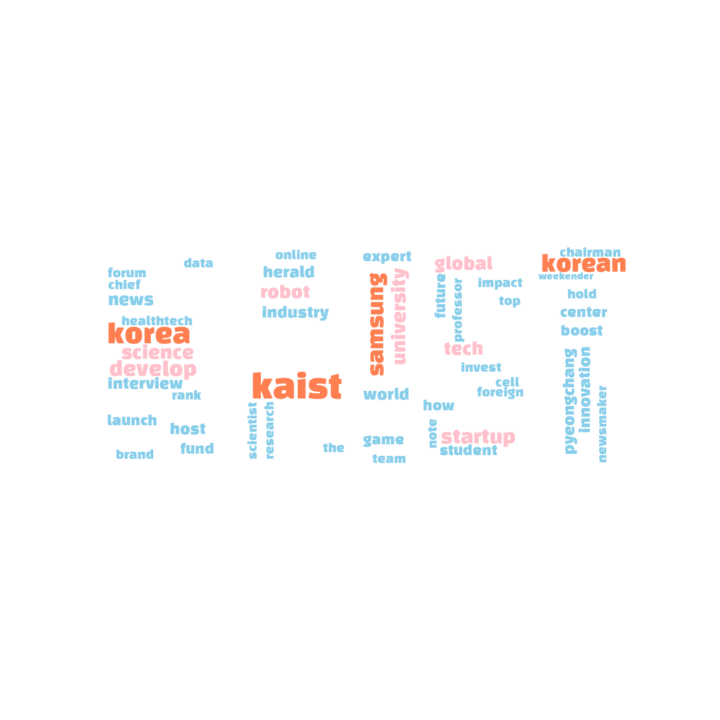 forum
chief
news
data
healthtech
korea
science
develop
interview
rank
launch
host
fund
brand
online
herald
robot
industry
kaist
scientist
research
the
expert
samsung
university
world
game
team
global
future
professor
impact
top
tech
invest
cell
foreign
how
note
startup
student
chairman
korean
weekender
hold
center
boost
pyeongchang
innovation
newsmaker